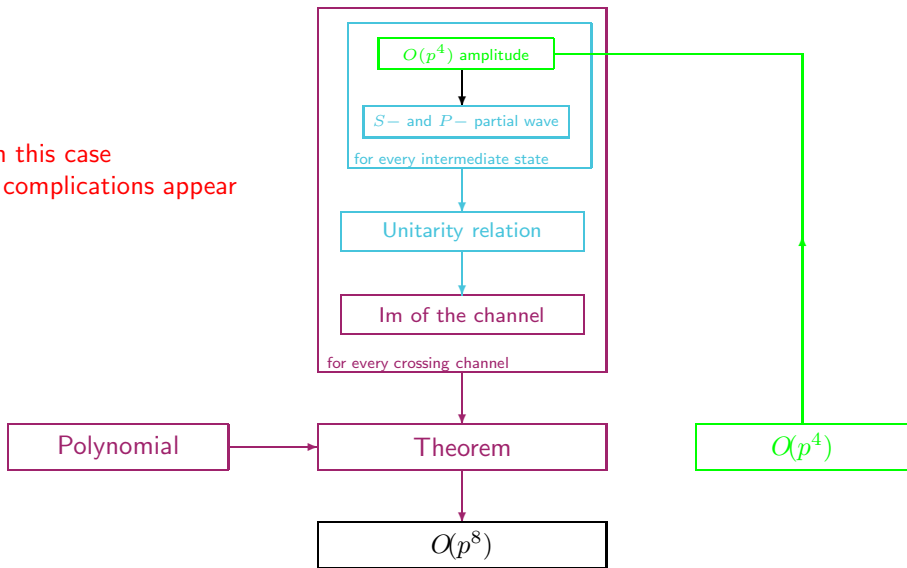 $O(p^4)$ amplitude
$S-$ and $P-$ partial wave
for every intermediate state
this case
complications appear
Unitarity relation
Im of the channel
for every crossing channel
Polynomial
Theorem
$O(p^4)$
$O(p^8)$